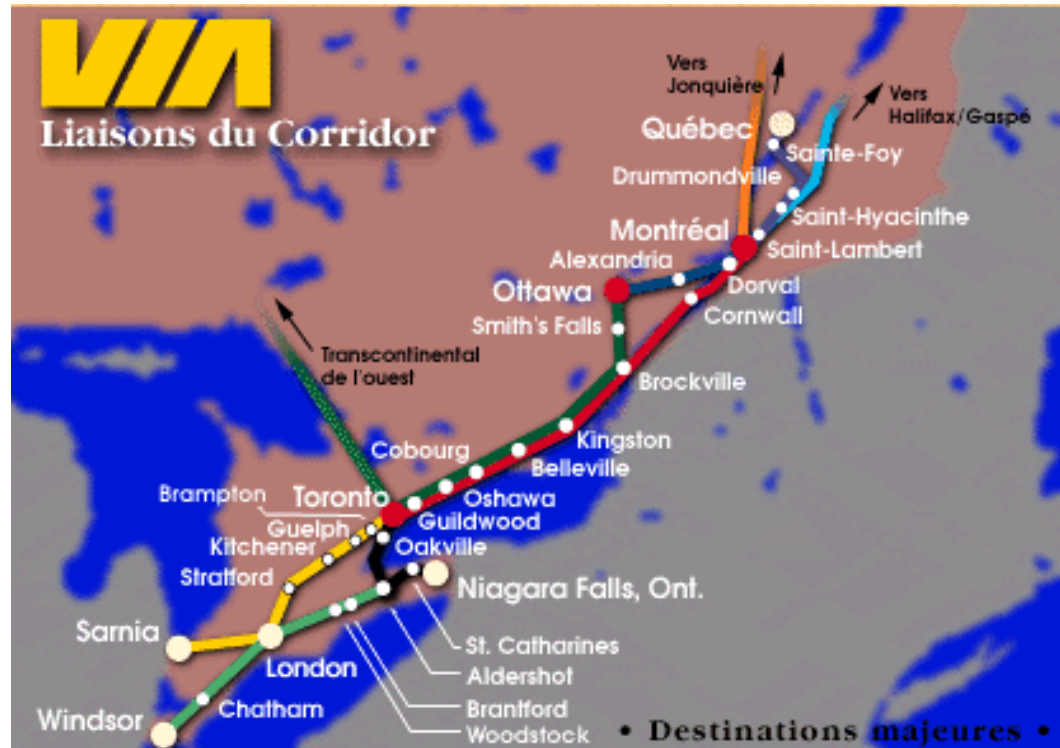 VIA
Liaisons du Corridor
Vers
Jonquière
Vers
Halifax/Gaspé
Québec
Sainte-Foy
Drummondville
Saint-Hyacinthe
Montréal
Saint-Lambert
Alexandria
Dorval
Ottawa
Cornwall
Smith's Falls
Transcontinental
de l'ouest
Brockville
Kingston
Cobourg
Belleville
Brampton
Toronto
Oshawa
Guildwood
Guelph
Kitchener
Oakville
Stratford
Niagara Falls, Ont.
Sarnia
St. Catharines
London
Aldershot
Chatham
Brantford
Windsor
Woodstock
• Destinations majeures •